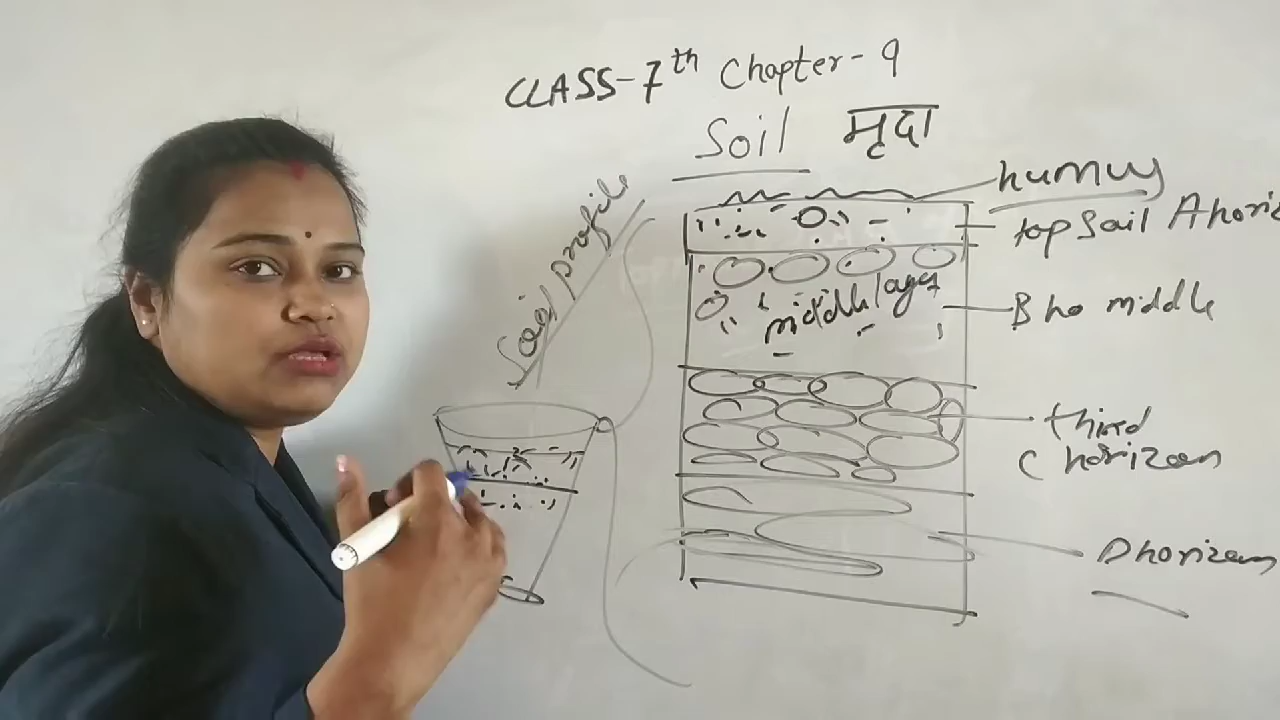 CLASS-7th Chapter-9
Soil मृदा
Soil profile
humus
top Soil A horiz
middle layer
B ho middle
third
C horizon
D horizon